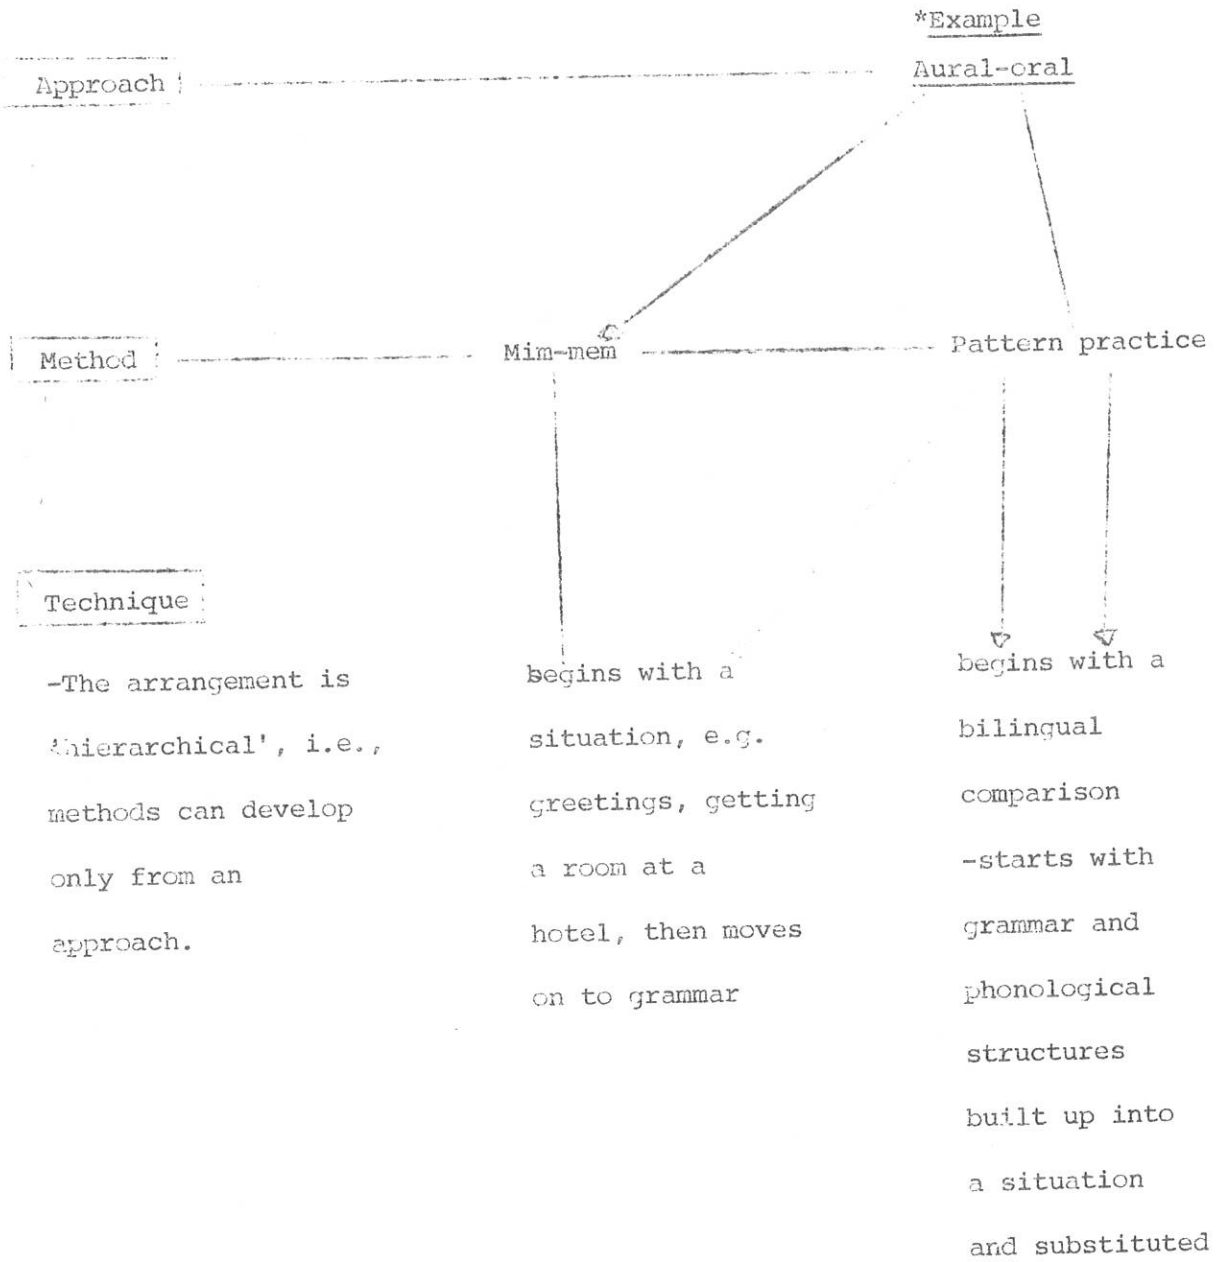 *Example
Approach
Aural-oral
Method
Mim-mem
Pattern practice
Technique
-The arrangement is
'hierarchical', i.e.,
methods can develop
only from an
approach.
begins with a
situation, e.g.
greetings, getting
a room at a
hotel, then moves
on to grammar
begins with a
bilingual
comparison
-starts with
grammar and
phonological
structures
built up into
a situation
and substituted